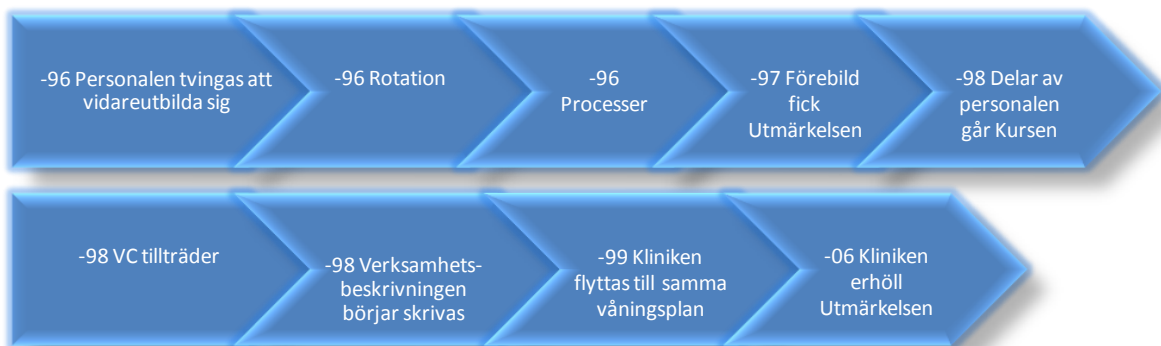 -96 Personalen tvingas att
vidareutbilda sig
-96 Rotation
-96
Processer
-97 Förebild
fick
Utmärkelsen
-98 Delar av
personalen
går Kursen
-98 VC tillträder
-98 Verksamhets-
beskrivningen
börjar skrivas
-99 Kliniken
flyttas till samma
våningsplan
-06 Kliniken
erhöll
Utmärkelsen